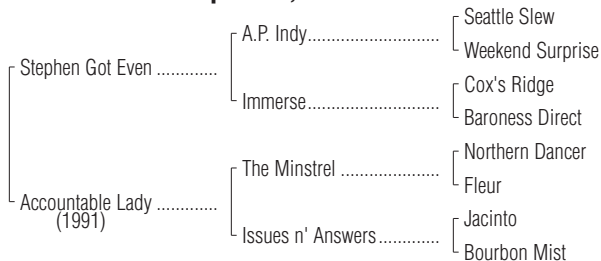 Seattle Slew
A.P. Indy.............................
Weekend Surprise
Stephen Got Even .............
Cox's Ridge
Immerse.............................
Baroness Direct
Northern Dancer
The Minstrel ......................
Fleur
Accountable Lady .............
(1991)
Jacinto
Issues n' Answers..............
Bourbon Mist